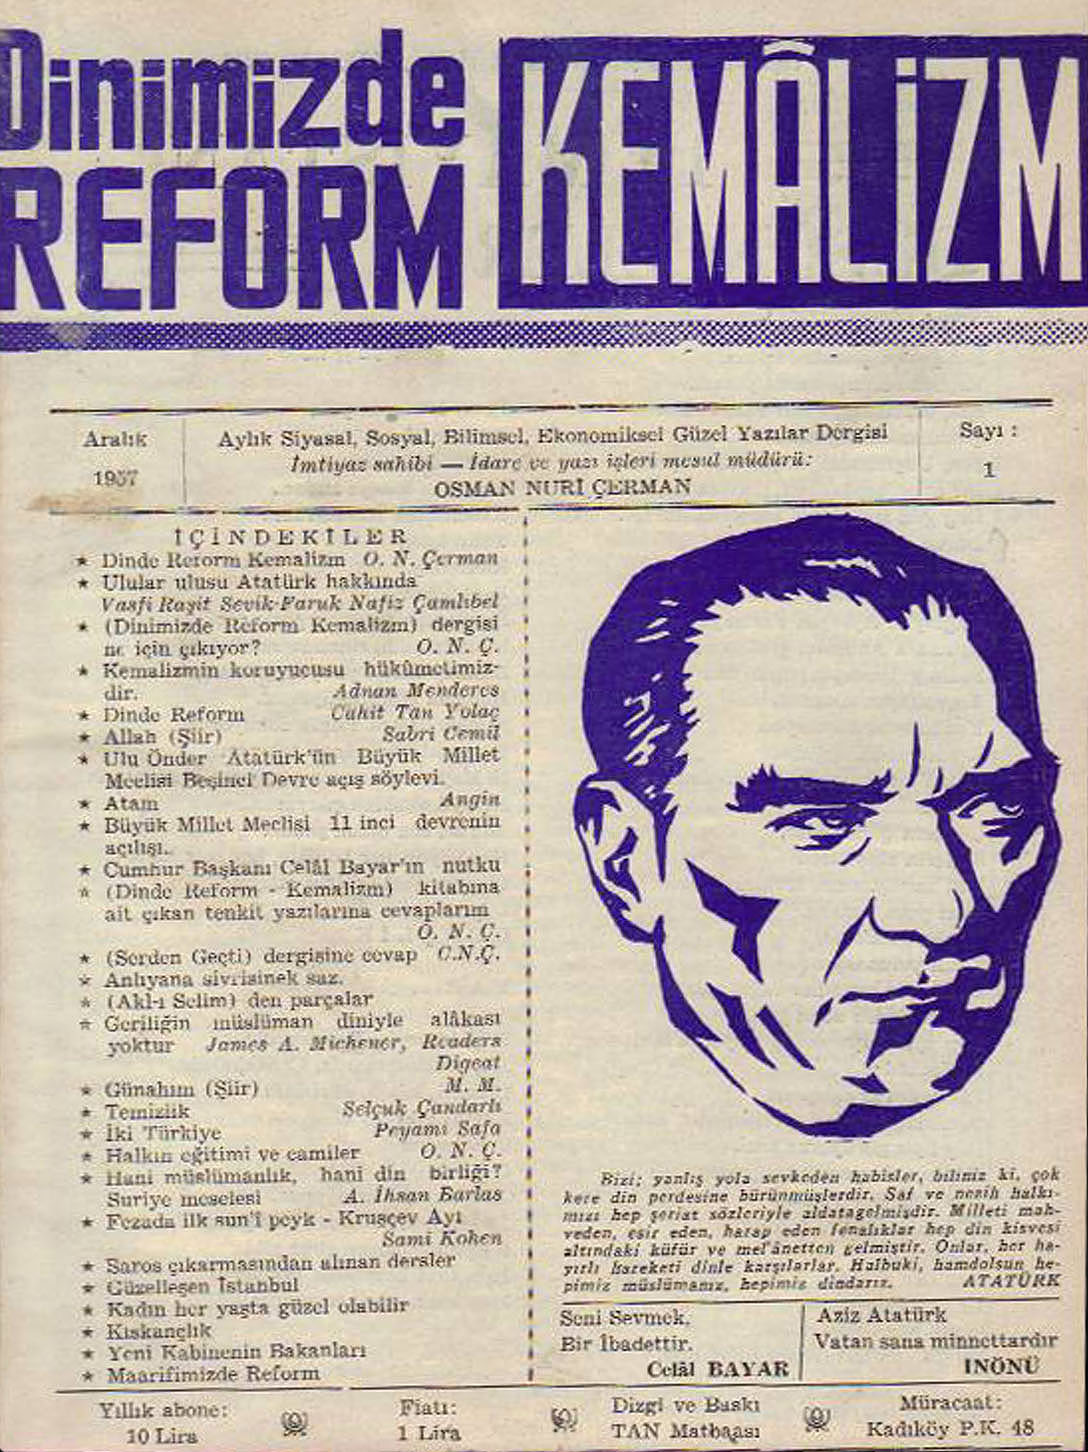 Dinimizde
REFORM
KEMÂLİZM
Aralık
1957
Aylık Siyasal, Sosyal, Bilimsel, Ekonomiksel Güzel Yazılar Dergisi
İmtiyaz sahibi — İdare ve yazı işleri mesul müdürü:
OSMAN NURİ ÇERMAN
Sayı :
1
İÇİNDEKİLER
★ Dinde Reform Kemalizm O. N. Çerman
★ Ulular ulusu Atatürk hakkında
Vasfi Raşit Sevik-Faruk Nafiz Çamlıbel
★ (Dinimizde Reform Kemalizm) dergisi
ne için çıkıyor? O. N. Ç.
★ Kemalizmin koruyucusu hükûmetimiz-
dir. Adnan Menderes
★ Dinde Reform Cahit Tan Yolaç
★ Allah (Şiir) Sabri Cemil
★ Ulu Önder Atatürk'ün Büyük Millet
Meclisi Beşinci Devre açış söylevi.
★ Atam Angin
★ Büyük Millet Meclisi 11 inci devrenin
açılışı..
★ Cumhur Başkanı Celâl Bayar'ın nutku
★ (Dinde Reform - Kemalizm) kitabına
ait çıkan tenkit yazılarına cevaplarım
O. N. Ç.
★ (Serden Geçti) dergisine cevap O.N.Ç.
★ Anlıyana sivrisinek saz.
★ (Akl-ı Selim) den parçalar
★ Geriliğin müslüman diniyle alâkası
yoktur James A. Michener, Readers
Digeat
★ Günahım (Şiir) M. M.
★ Temizlik Selçuk Çandarlı
★ İki Türkiye Peyami Safa
★ Halkın eğitimi ve camiler O. N. Ç.
★ Hani müslümanlık, hani din birliği?
Suriye meselesi A. İhsan Barlas
★ Fezada ilk sun'î peyk - Krusçev Ayı
Sami Kohen
★ Saros çıkarmasından alınan dersler
★ Güzelleşen İstanbul
★ Kadın her yaşta güzel olabilir
★ Kıskançlık
★ Yeni Kabinenin Bakanları
★ Maarifimizde Reform
Bizi; yanlış yola sevkeden habisler, biliniz ki, çok
kere din perdesine bürünmüşlerdir. Saf ve nezih halkı-
mızı hep şeriat sözleriyle aldatagelmişdir. Milleti mah-
veden, esir eden, harap eden fenalıklar hep din kisvesi
altındaki küfür ve mel'ânetten gelmiştir. Onlar, her ha-
yırlı hareketi dinle karşılarlar. Halbuki, hamdolsun he-
pimiz müslümanız, hepimiz dindarız. ATATÜRK
Seni Sevmek,
Bir İbadettir.
Celâl BAYAR
Aziz Atatürk
Vatan sana minnettardır
İNÖNÜ
Yıllık abone:
10 Lira
Fiatı:
1 Lira
Dizgi ve Baskı
TAN Matbaası
Müracaat:
Kadıköy P.K. 48